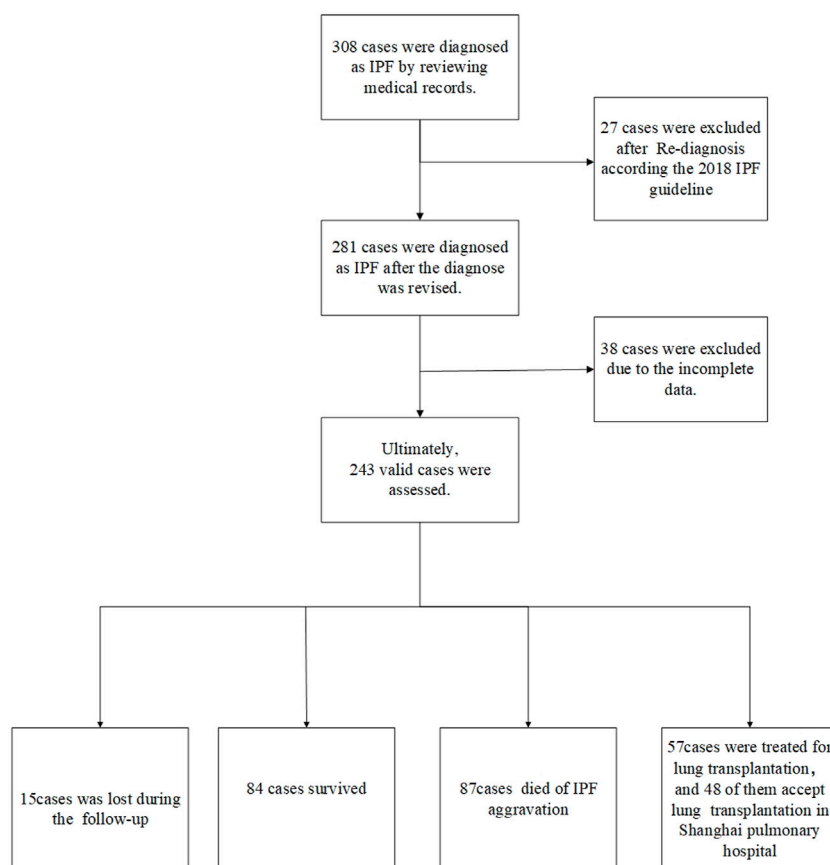 308 cases were diagnosed
as IPF by reviewing
medical records.
27 cases were excluded
after Re-diagnosis
according the 2018 IPF
guideline
281 cases were diagnosed
as IPF after the diagnose
was revised.
38 cases were excluded
due to the incomplete
data.
Ultimately,
243 valid cases were
assessed.
15cases was lost during
the follow-up
84 cases survived
87cases died of IPF
aggravation
57cases were treated for
lung transplantation,
and 48 of them accept
lung transplantation in
Shanghai pulmonary
hospital